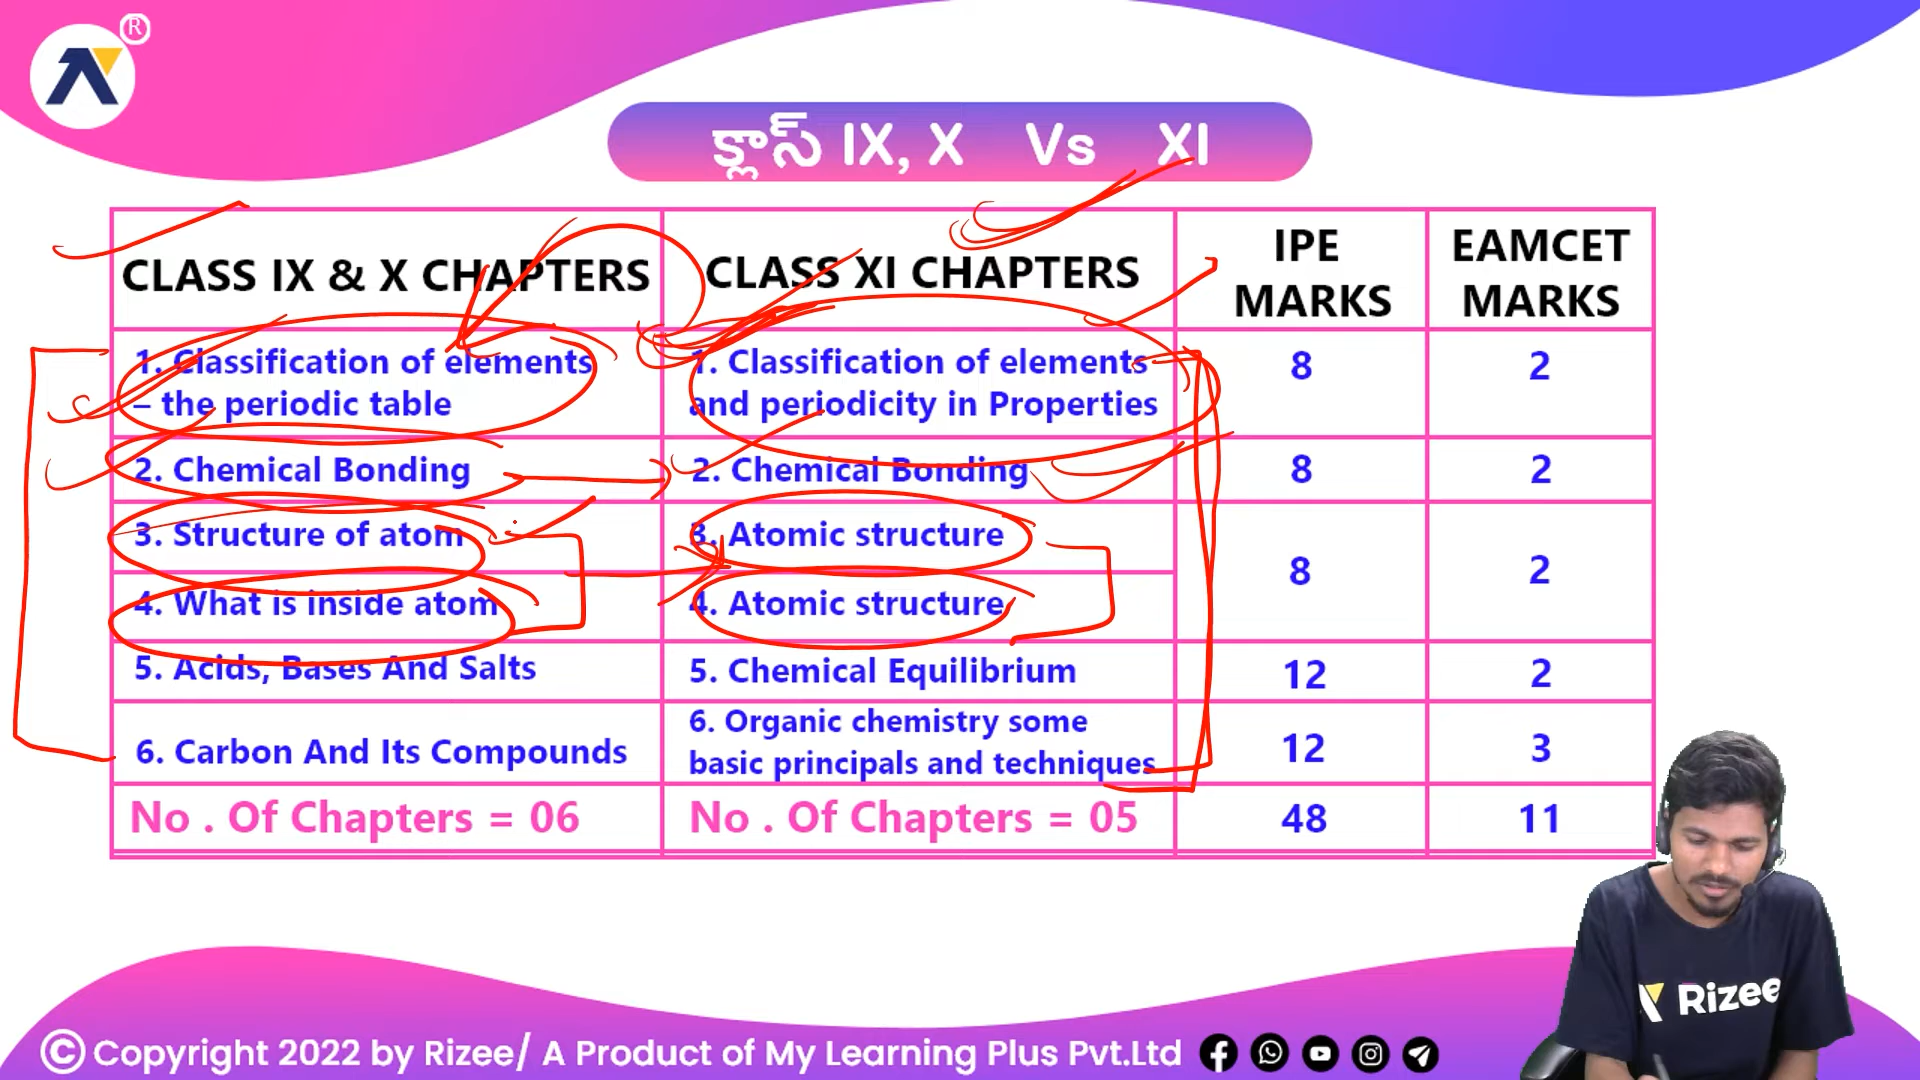 ®
క్లాస్ IX, X Vs XI
CLASS IX & X CHAPTERS
CLASS XI CHAPTERS
IPE
MARKS
EAMCET
MARKS
1. Classification of elements
– the periodic table
1. Classification of elements
and periodicity in Properties
8
2
2. Chemical Bonding
2. Chemical Bonding
8
2
3. Structure of atom
3. Atomic structure
4. What is inside atom
4. Atomic structure
8
2
5. Acids, Bases And Salts
5. Chemical Equilibrium
12
2
6. Carbon And Its Compounds
6. Organic chemistry some
basic principals and techniques
12
3
No . Of Chapters = 06
No . Of Chapters = 05
48
11
Rizee
© Copyright 2022 by Rizee/ A Product of My Learning Plus Pvt.Ltd